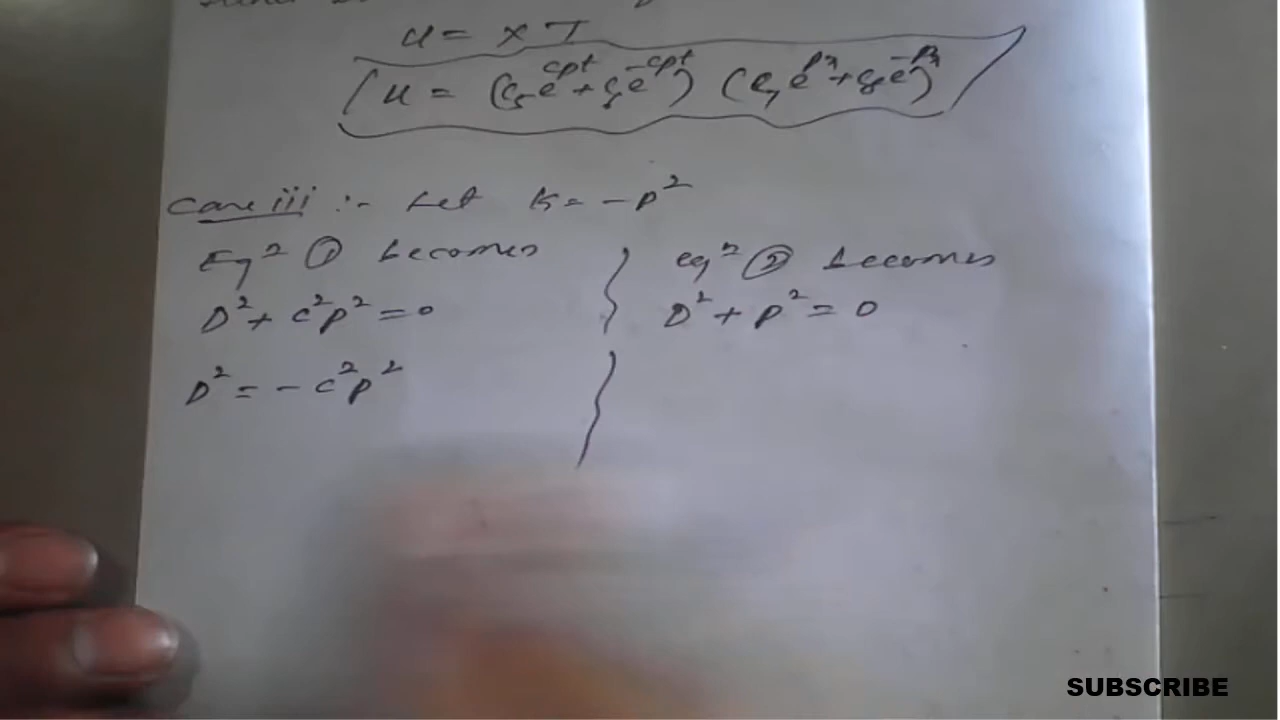 u = x T
u = (c₅e^cpt + c₆e^-cpt) (c₇e^px + c₈e^-px)
Case iii :- Let k = -p²
Eqⁿ ① becomes
eqⁿ ② becomes
D² + c²p² = 0
D² + p² = 0
D² = - c²p²
SUBSCRIBE